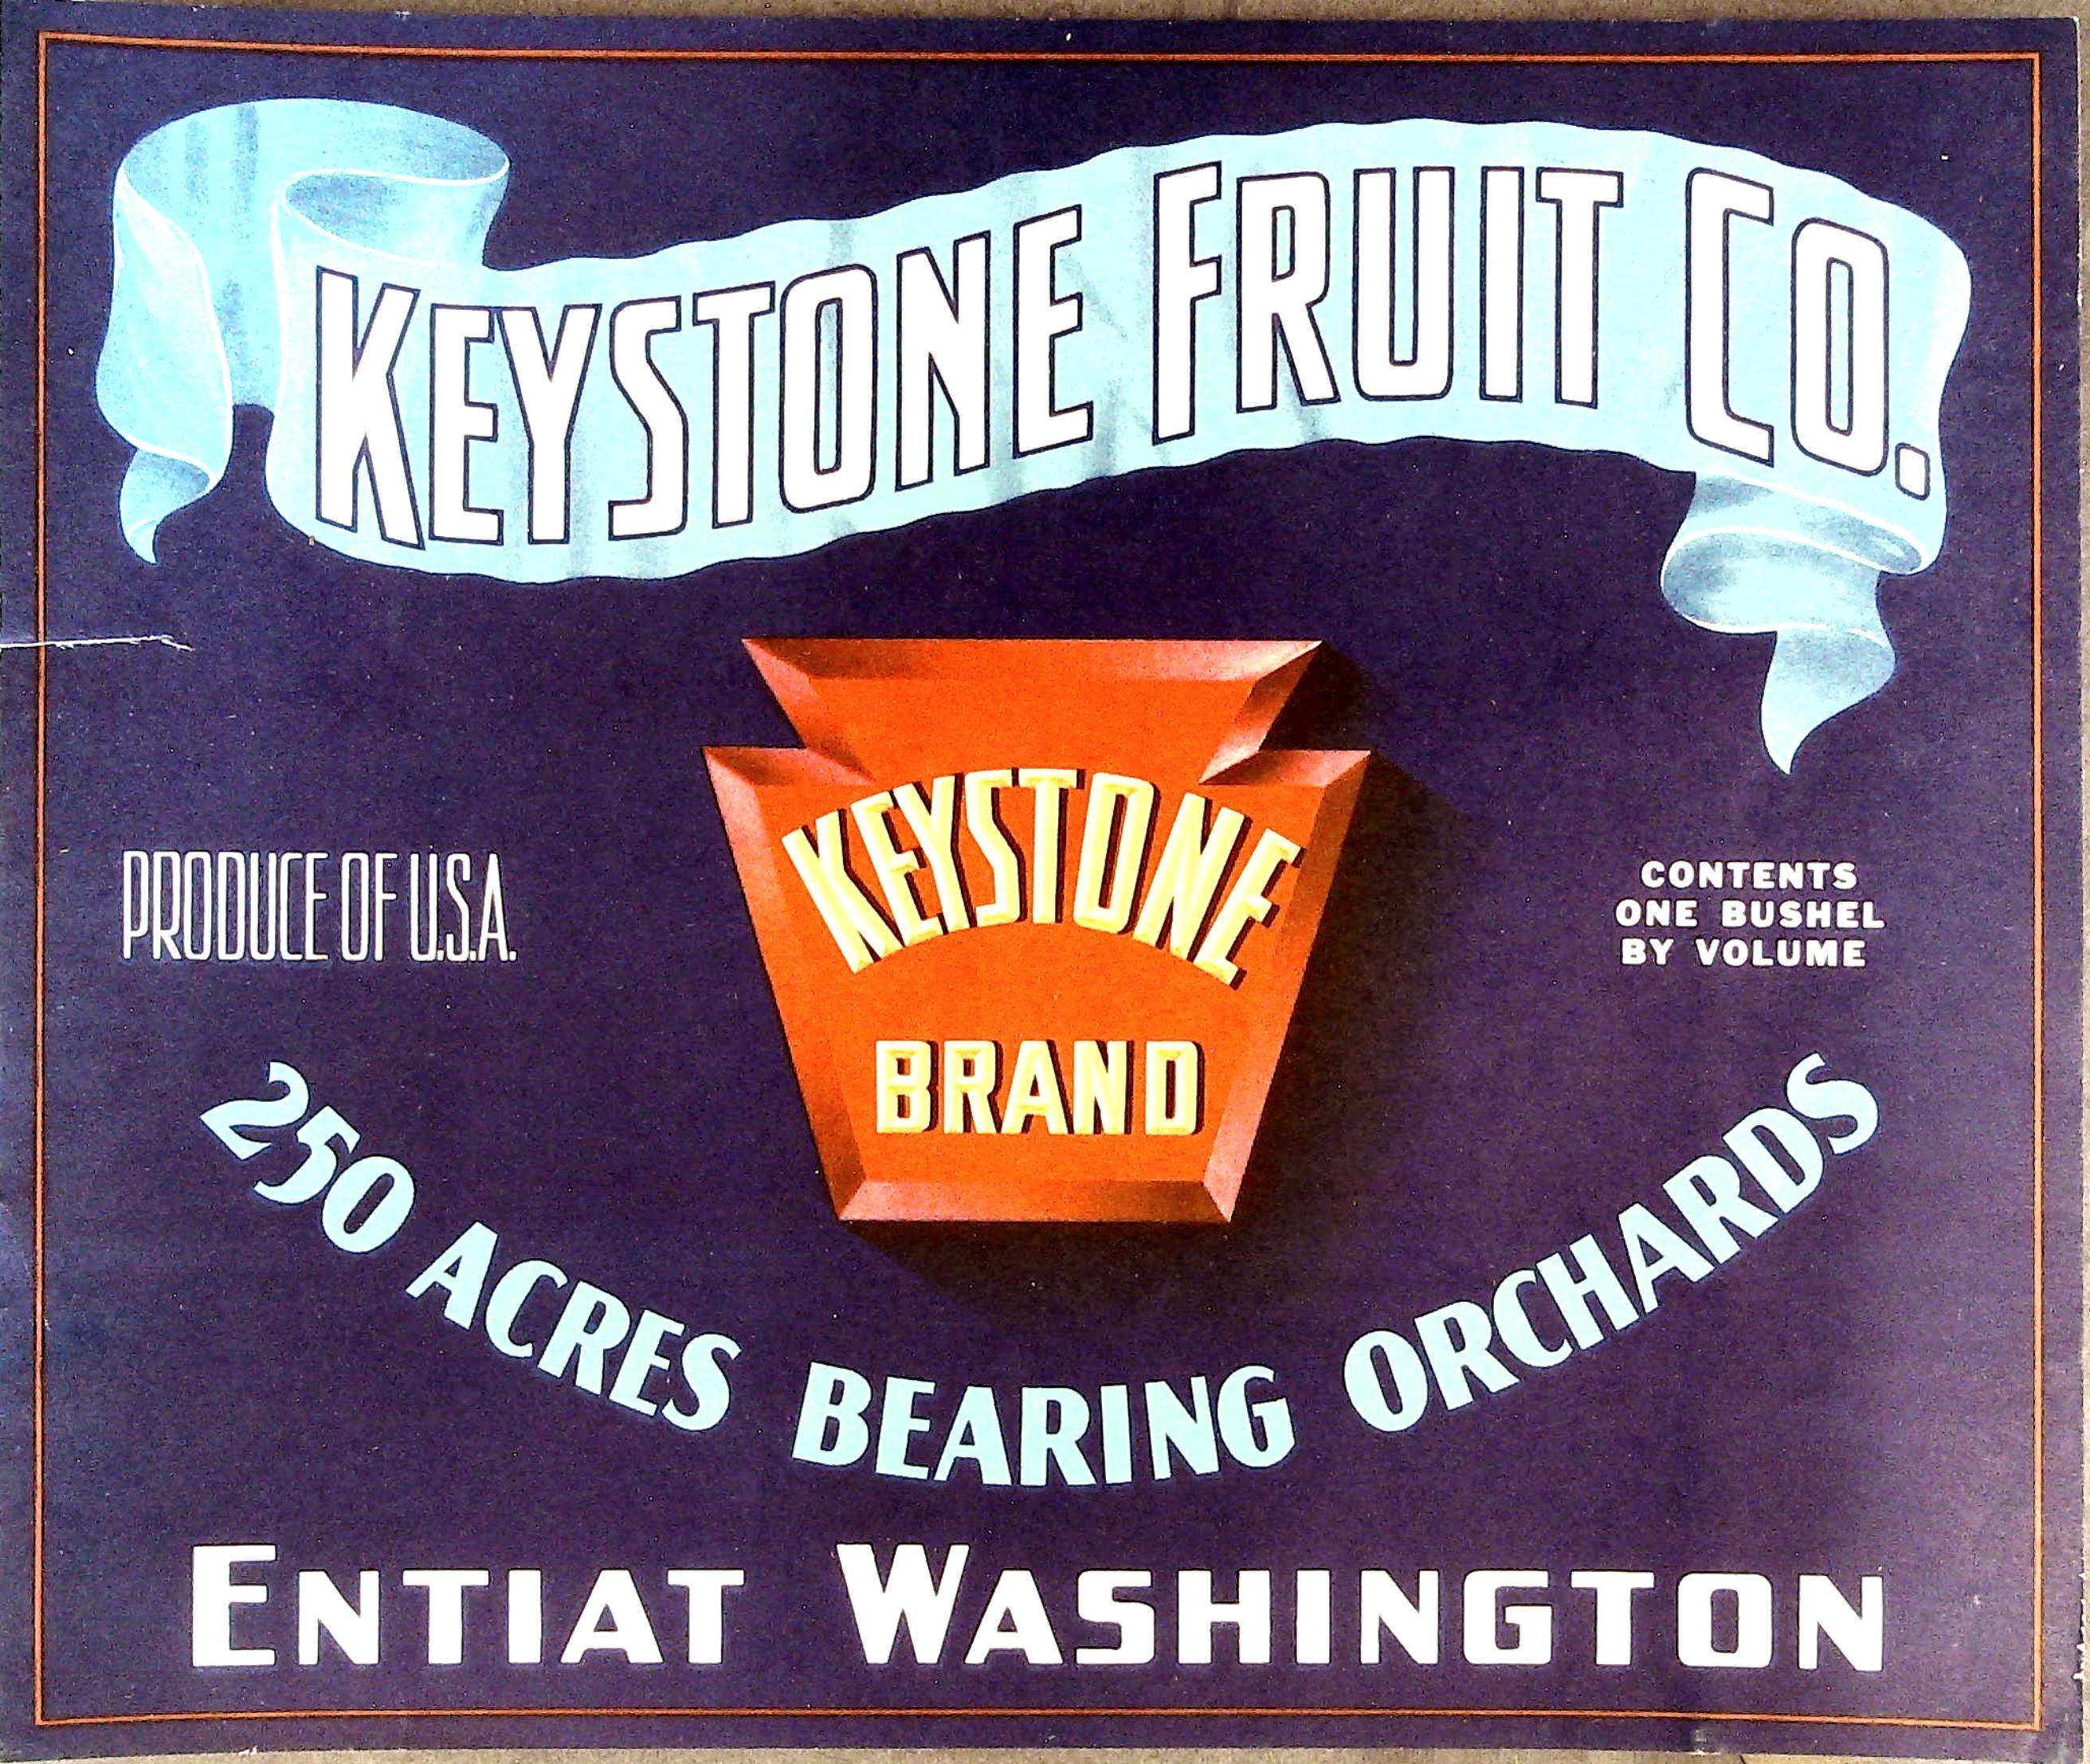 KEYSTONE FRUIT CO.
KEYSTONE
BRAND
PRODUCE OF U.S.A.
CONTENTS
ONE BUSHEL
BY VOLUME
250 ACRES BEARING ORCHARDS
ENTIAT WASHINGTON